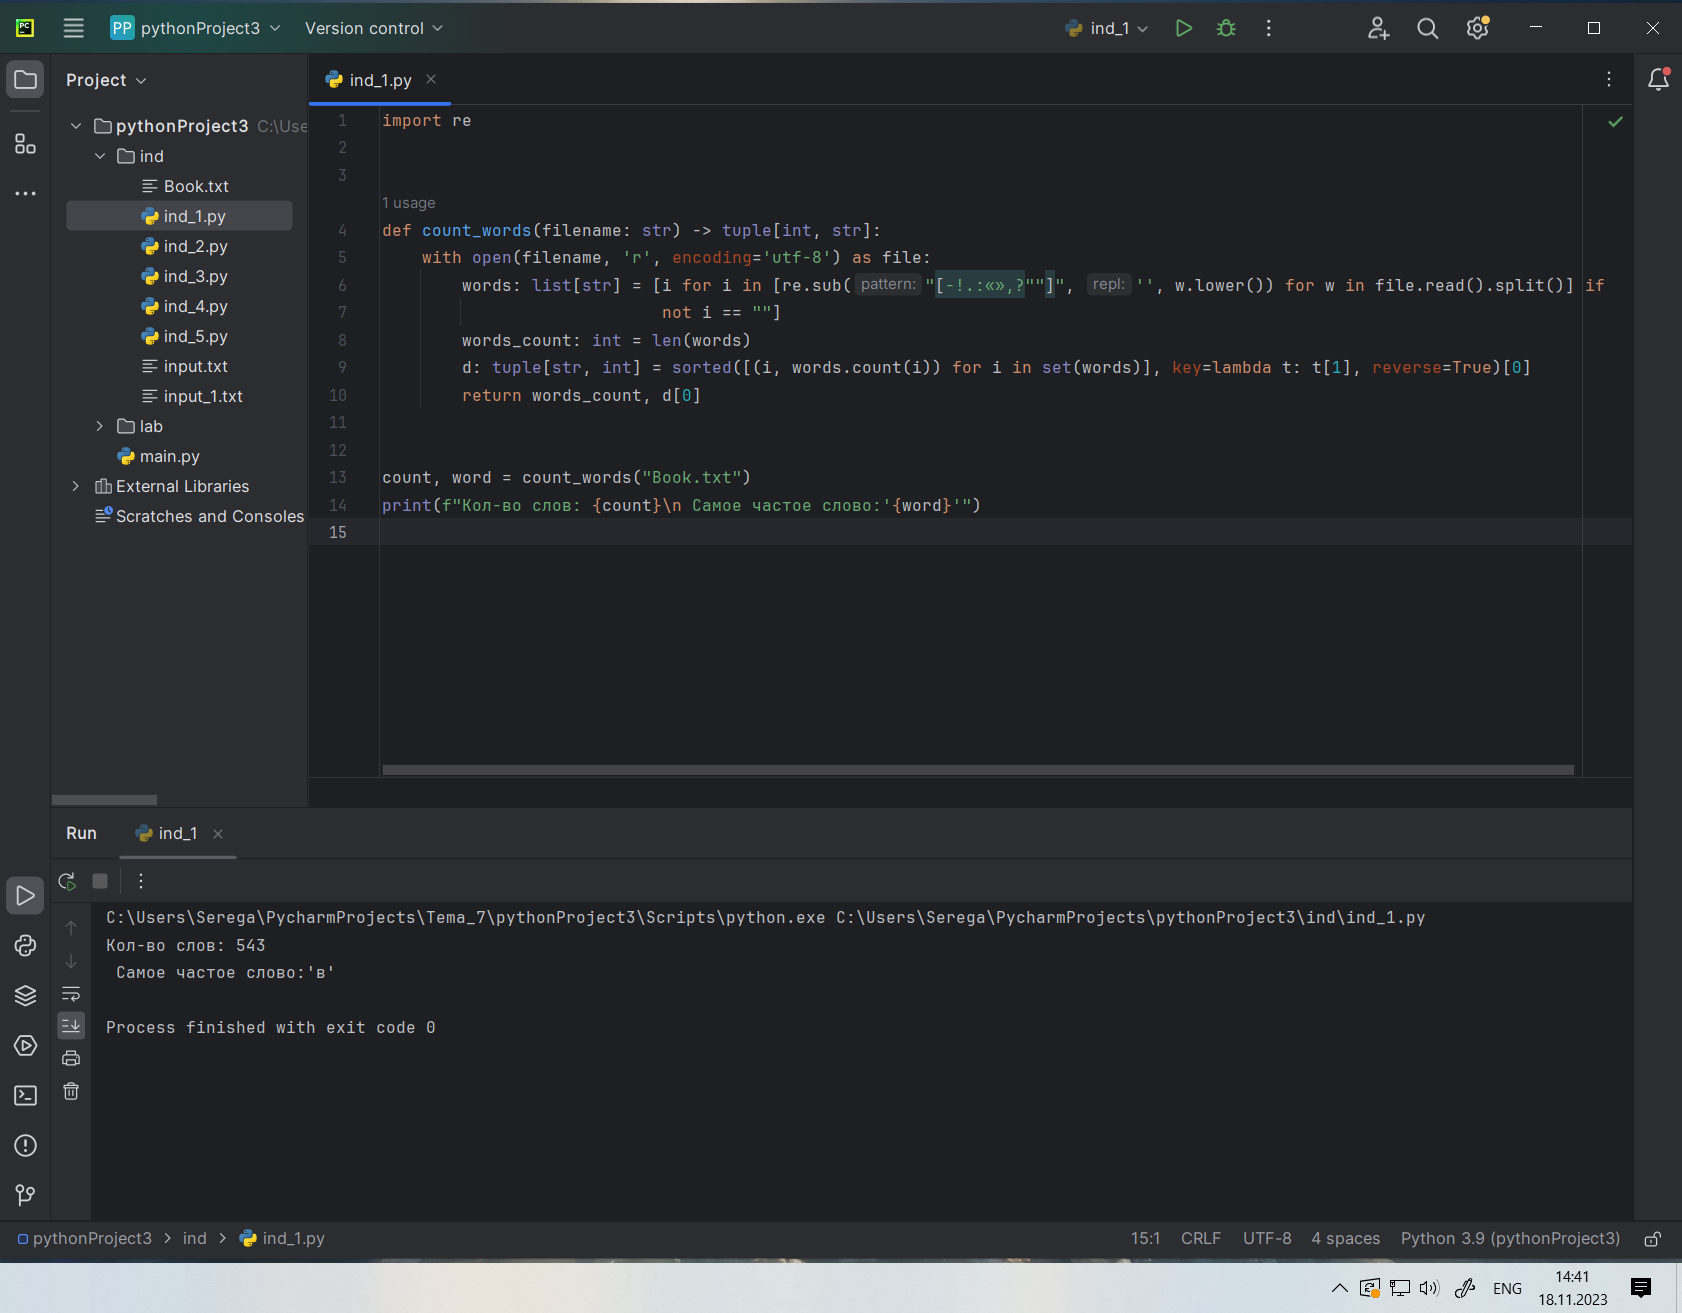 PC
PP pythonProject3 Version control ind_1
Project
ind_1.py
pythonProject3 C:\Use
ind
Book.txt
ind_1.py
ind_2.py
ind_3.py
ind_4.py
ind_5.py
input.txt
input_1.txt
lab
main.py
External Libraries
Scratches and Consoles
1 import re
2
3
1 usage
4 def count_words(filename: str) -> tuple[int, str]:
5 with open(filename, 'r', encoding='utf-8') as file:
6 words: list[str] = [i for i in [re.sub( pattern: "[-!.:«»,?""]", repl: '', w.lower()) for w in file.read().split()] if
7 not i == ""]
8 words_count: int = len(words)
9 d: tuple[str, int] = sorted([(i, words.count(i)) for i in set(words)], key=lambda t: t[1], reverse=True)[0]
10 return words_count, d[0]
11
12
13 count, word = count_words("Book.txt")
14 print(f"Кол-во слов: {count}\n Самое частое слово:'{word}'")
15
Run ind_1
C:\Users\Serega\PycharmProjects\Tema_7\pythonProject3\Scripts\python.exe C:\Users\Serega\PycharmProjects\pythonProject3\ind\ind_1.py
Кол-во слов: 543
Самое частое слово:'в'
Process finished with exit code 0
pythonProject3 > ind > ind_1.py 15:1 CRLF UTF-8 4 spaces Python 3.9 (pythonProject3)
ENG 14:41
18.11.2023